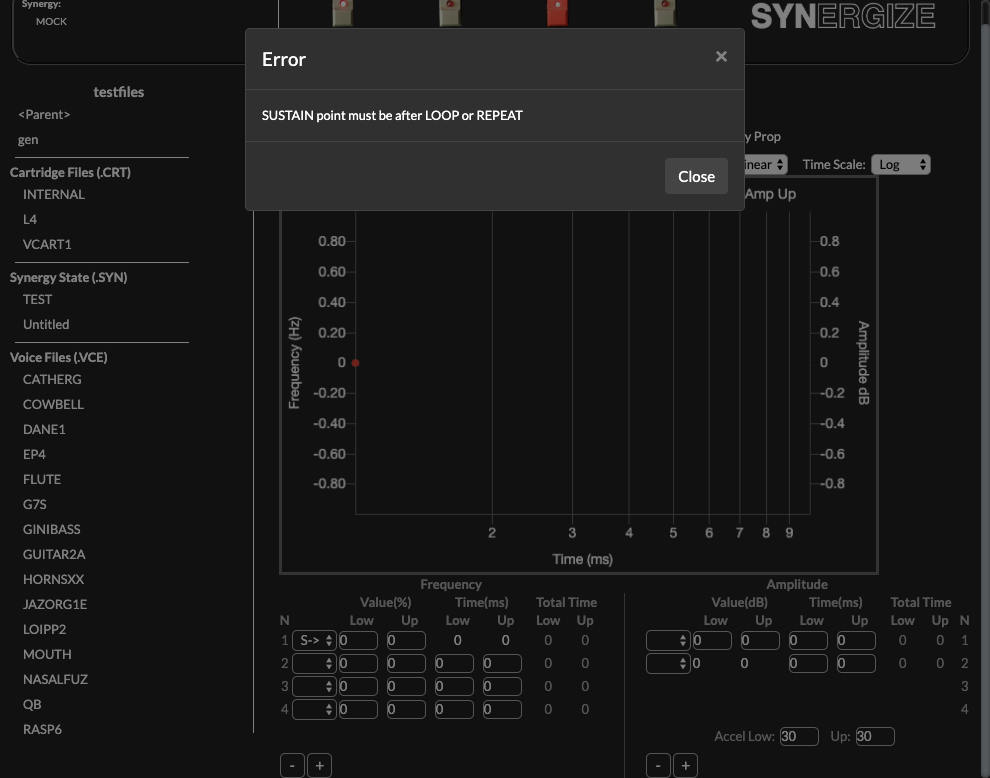 Synergy:
MOCK
SYNERGIZE
Error
×
SUSTAIN point must be after LOOP or REPEAT
Close
testfiles
<Parent>
gen
Cartridge Files (.CRT)
INTERNAL
L4
VCART1
Synergy State (.SYN)
TEST
Untitled
Voice Files (.VCE)
CATHERG
COWBELL
DANE1
EP4
FLUTE
G7S
GINIBASS
GUITAR2A
HORNSXX
JAZORG1E
LOIPP2
MOUTH
NASALFUZ
QB
RASP6
y Prop
inear Time Scale: Log
Amp Up
0.80 0.8
0.60 0.6
0.40 0.4
0.20 0.2
0 0
-0.20 -0.2
-0.40 -0.4
-0.60 -0.6
-0.80 -0.8
Frequency (Hz)
Amplitude dB
2 3 4 5 6 7 8 9
Time (ms)
Frequency Amplitude
Value(%) Time(ms) Total Time Value(dB) Time(ms) Total Time
N Low Up Low Up Low Up Low Up Low Up Low Up N
1 S-> 0 0 0 0 0 0 0 0 0 0 0 0 1
2 0 0 0 0 0 0 0 0 0 0 0 0 2
3 0 0 0 0 0 0 3
4 0 0 0 0 0 0 4
Accel Low: 30 Up: 30
- + - +